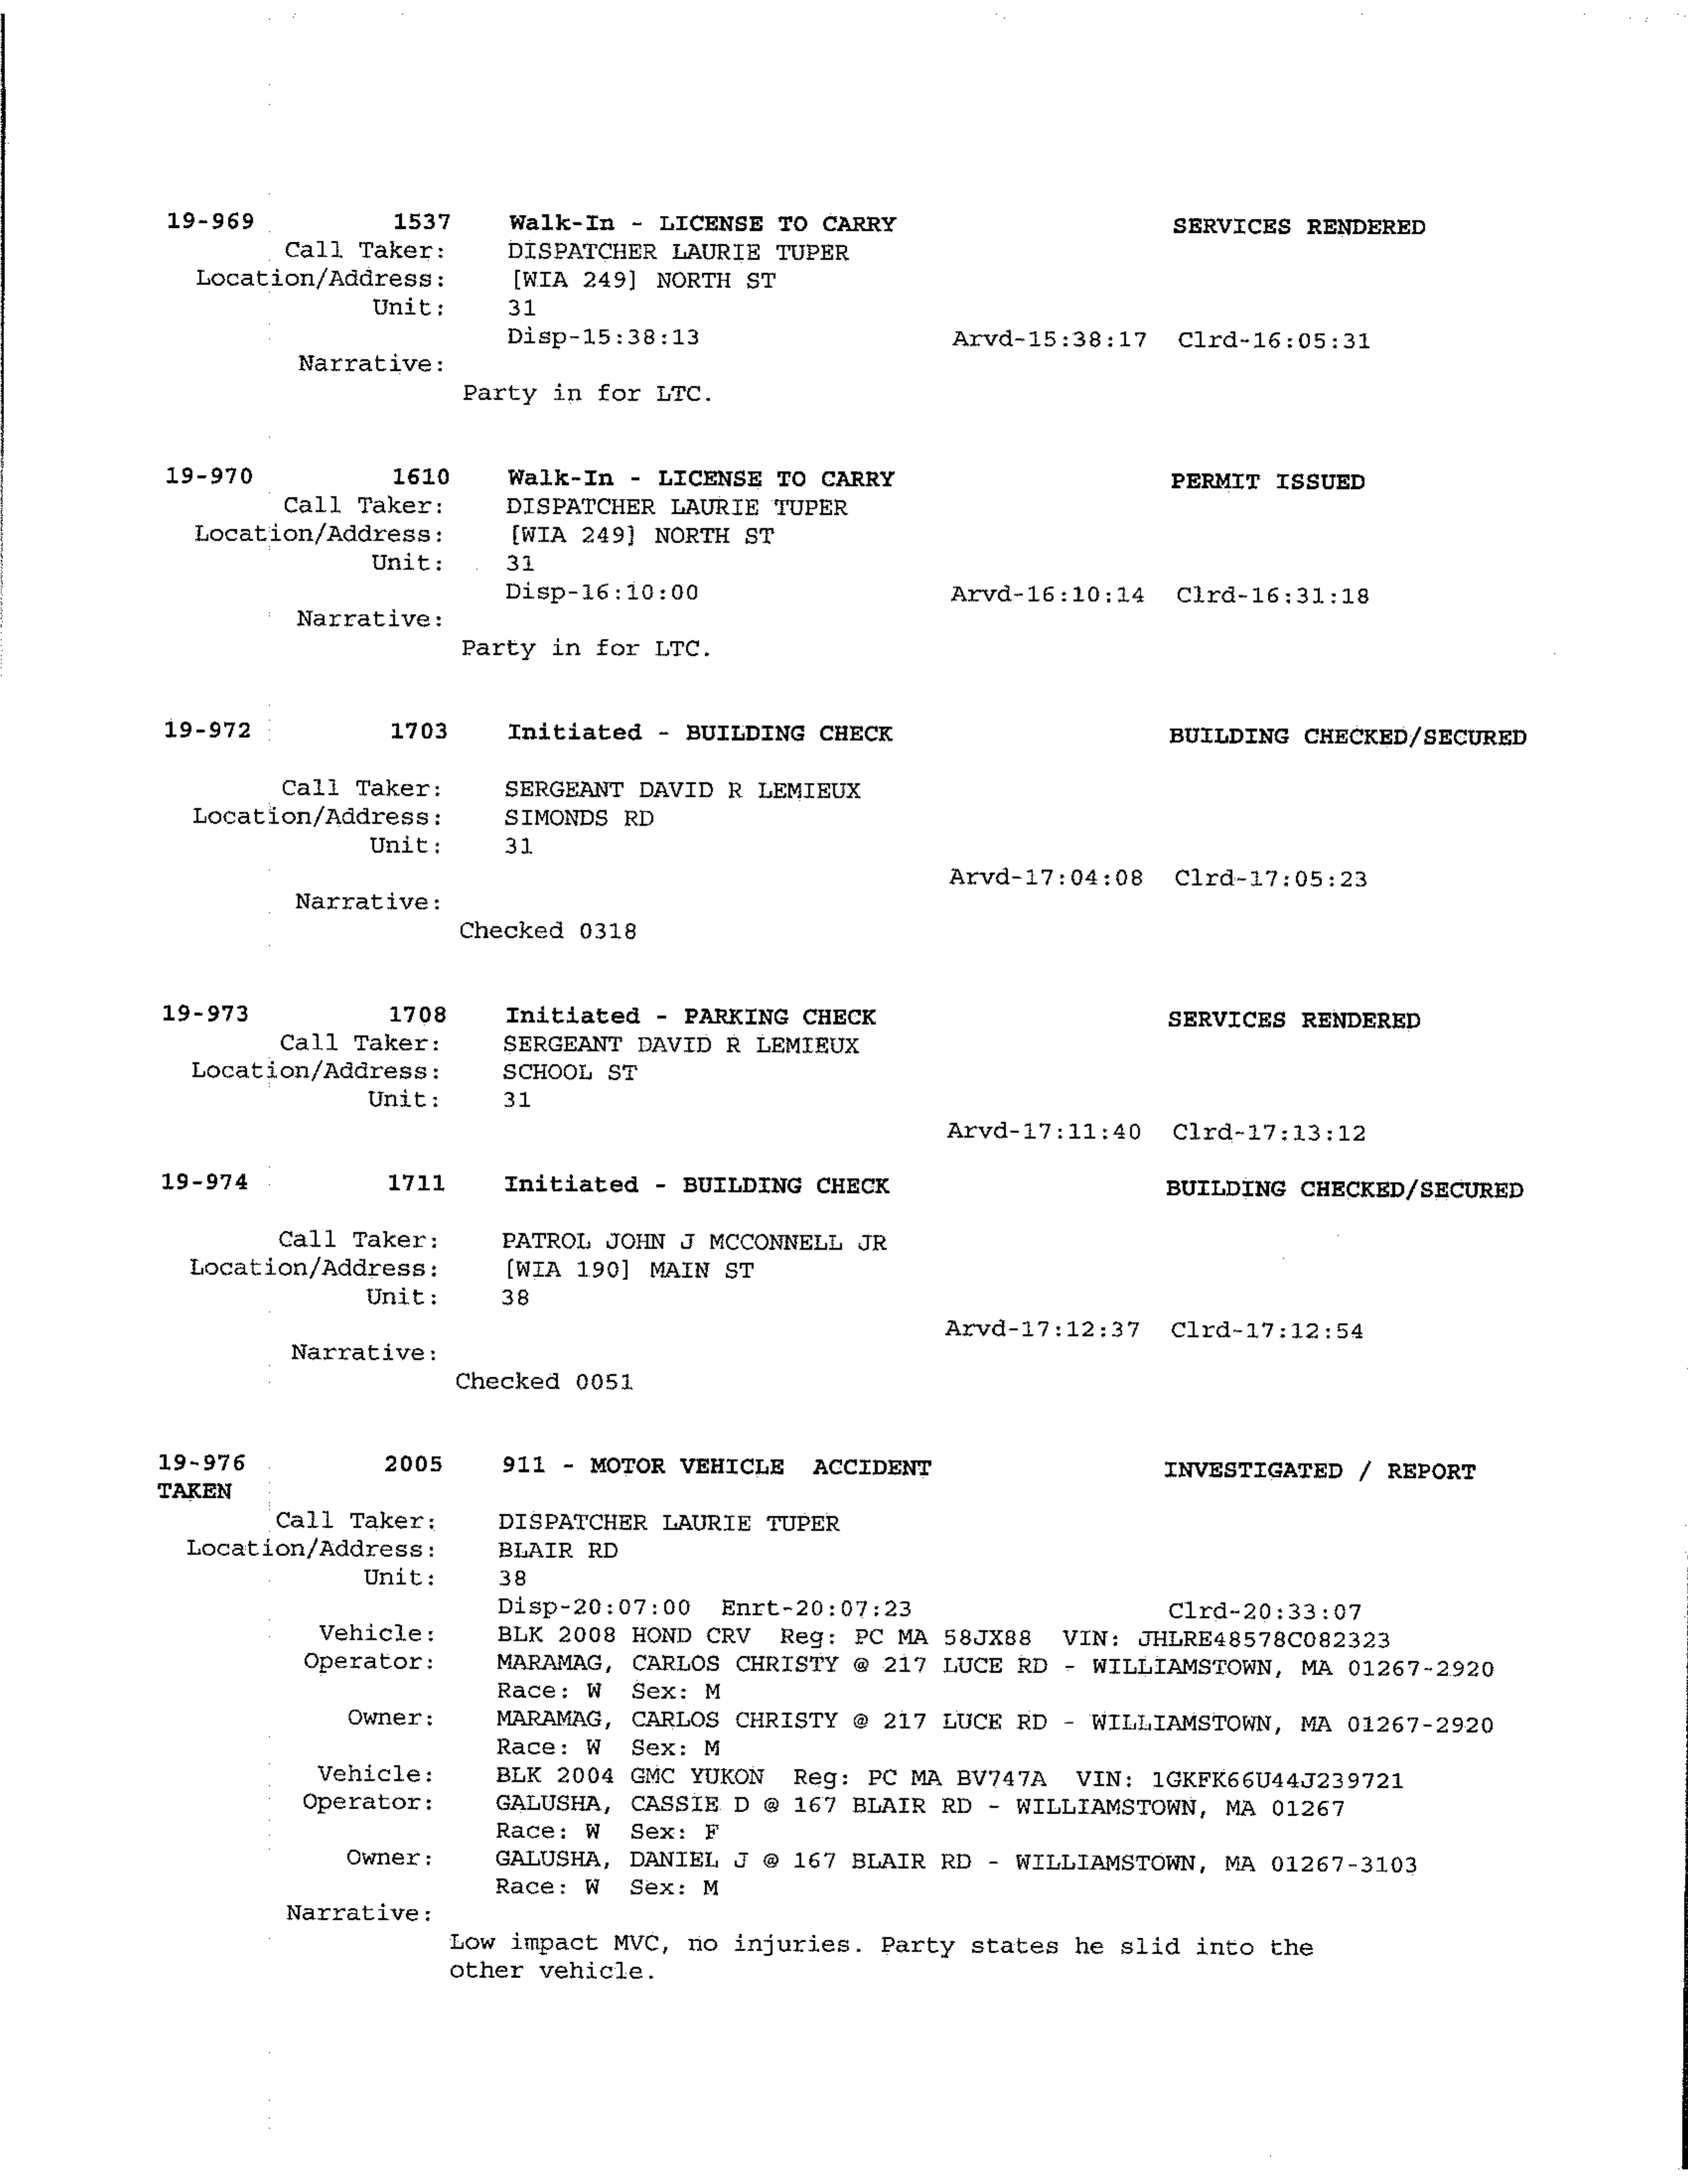 19-969 1537 Walk-In - LICENSE TO CARRY SERVICES RENDERED
Call Taker: DISPATCHER LAURIE TUPER
Location/Address: [WIA 249] NORTH ST
Unit: 31
Disp-15:38:13 Arvd-15:38:17 Clrd-16:05:31
Narrative:
Party in for LTC.
19-970 1610 Walk-In - LICENSE TO CARRY PERMIT ISSUED
Call Taker: DISPATCHER LAURIE TUPER
Location/Address: [WIA 249] NORTH ST
Unit: 31
Disp-16:10:00 Arvd-16:10:14 Clrd-16:31:18
Narrative:
Party in for LTC.
19-972 1703 Initiated - BUILDING CHECK BUILDING CHECKED/SECURED
Call Taker: SERGEANT DAVID R LEMIEUX
Location/Address: SIMONDS RD
Unit: 31
Arvd-17:04:08 Clrd-17:05:23
Narrative:
Checked 0318
19-973 1708 Initiated - PARKING CHECK SERVICES RENDERED
Call Taker: SERGEANT DAVID R LEMIEUX
Location/Address: SCHOOL ST
Unit: 31
Arvd-17:11:40 Clrd-17:13:12
19-974 1711 Initiated - BUILDING CHECK BUILDING CHECKED/SECURED
Call Taker: PATROL JOHN J MCCONNELL JR
Location/Address: [WIA 190] MAIN ST
Unit: 38
Arvd-17:12:37 Clrd-17:12:54
Narrative:
Checked 0051
19-976 2005 911 - MOTOR VEHICLE ACCIDENT INVESTIGATED / REPORT
TAKEN
Call Taker: DISPATCHER LAURIE TUPER
Location/Address: BLAIR RD
Unit: 38
Disp-20:07:00 Enrt-20:07:23 Clrd-20:33:07
Vehicle: BLK 2008 HOND CRV Reg: PC MA 58JX88 VIN: JHLRE48578C082323
Operator: MARAMAG, CARLOS CHRISTY @ 217 LUCE RD - WILLIAMSTOWN, MA 01267-2920
Race: W Sex: M
Owner: MARAMAG, CARLOS CHRISTY @ 217 LUCE RD - WILLIAMSTOWN, MA 01267-2920
Race: W Sex: M
Vehicle: BLK 2004 GMC YUKON Reg: PC MA BV747A VIN: 1GKFK66U44J239721
Operator: GALUSHA, CASSIE D @ 167 BLAIR RD - WILLIAMSTOWN, MA 01267
Race: W Sex: F
Owner: GALUSHA, DANIEL J @ 167 BLAIR RD - WILLIAMSTOWN, MA 01267-3103
Race: W Sex: M
Narrative:
Low impact MVC, no injuries. Party states he slid into the
other vehicle.